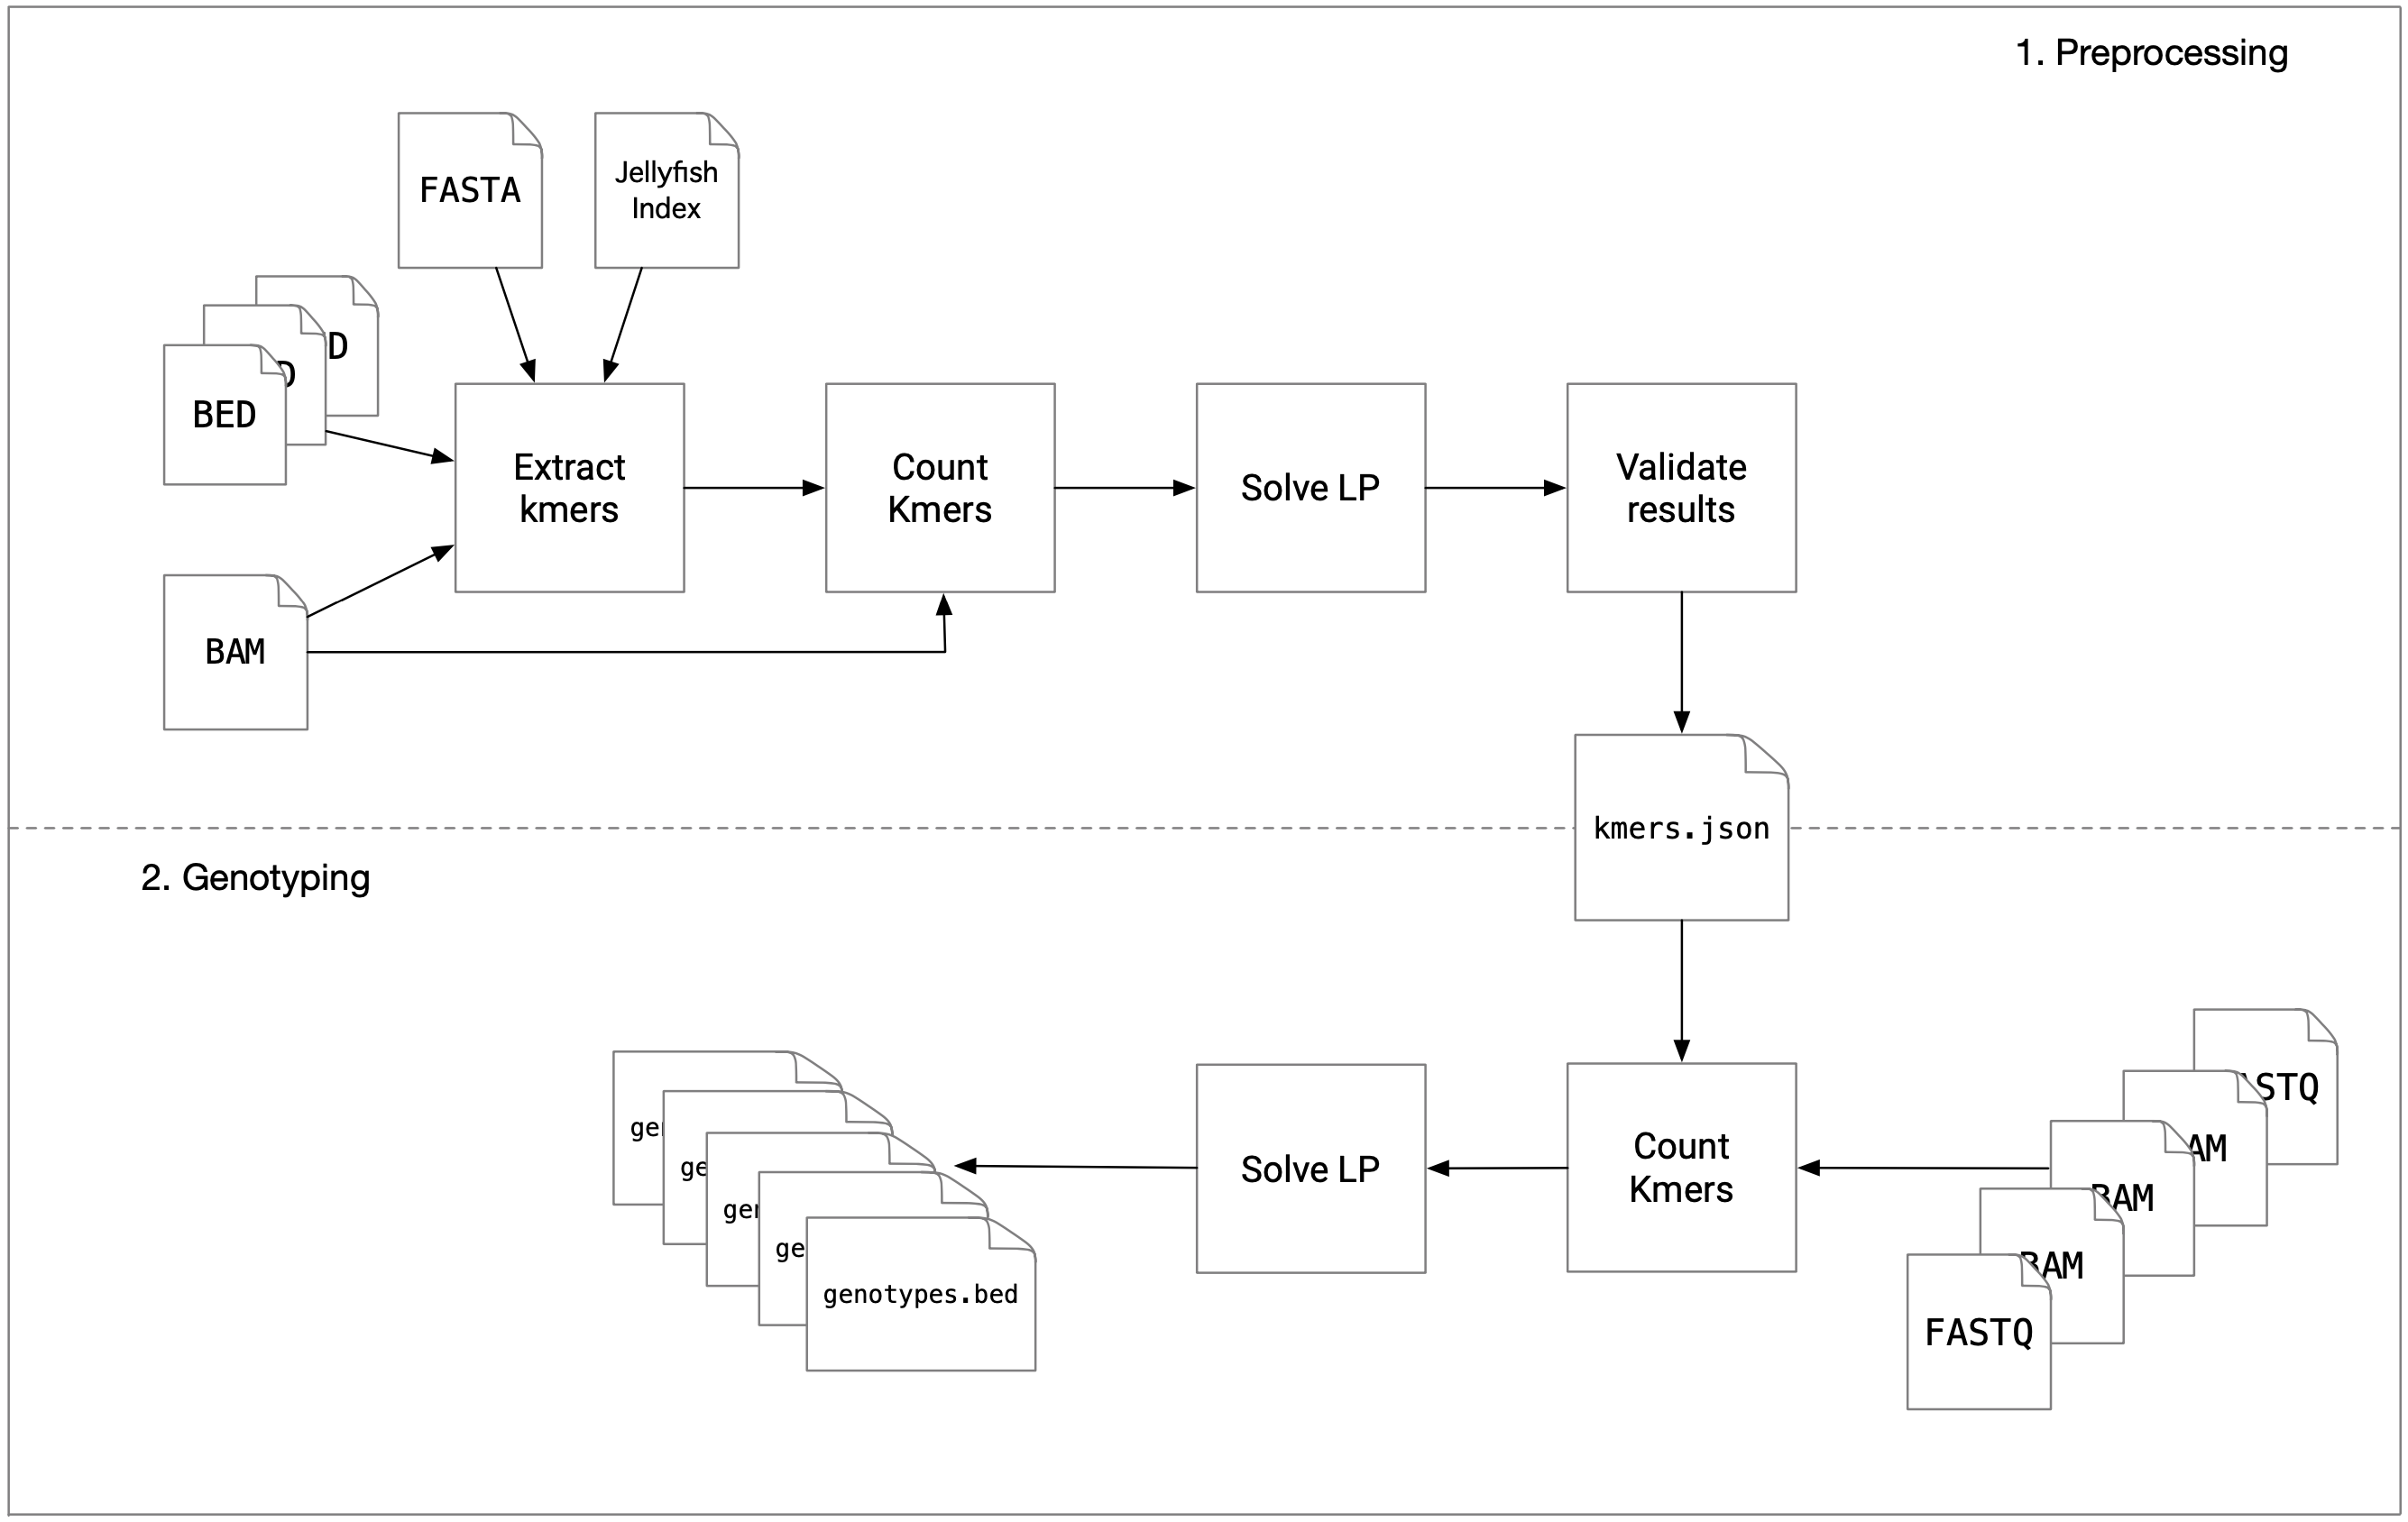 1. Preprocessing
FASTA
Jellyfish
Index
D
D
BED
Extract
kmers
Count
Kmers
Solve LP
Validate
results
BAM
kmers.json
2. Genotyping
ge
ge
ge
ge
genotypes.bed
Solve LP
Count
Kmers
STQ
AM
BAM
BAM
FASTQ